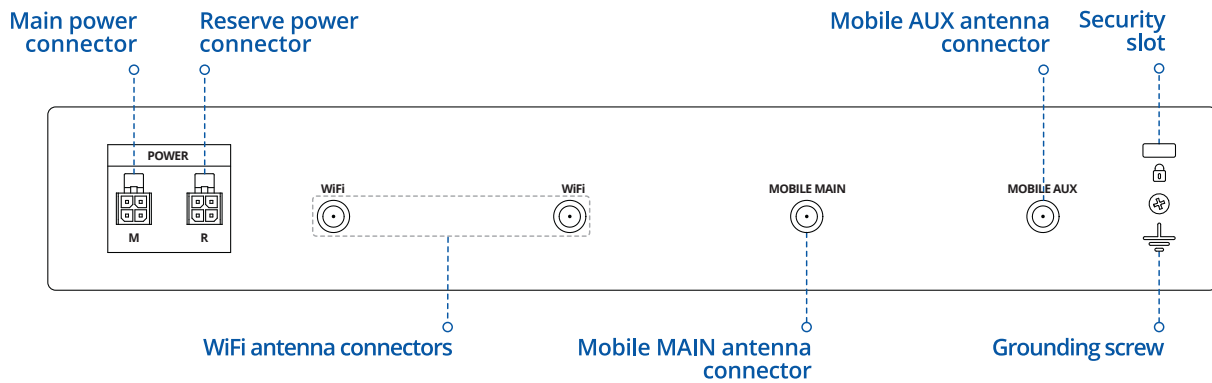 Main power
connector
Reserve power
connector
Mobile AUX antenna
connector
Security
slot
POWER
M
R
WiFi
WiFi
MOBILE MAIN
MOBILE AUX
WiFi antenna connectors
Mobile MAIN antenna
connector
Grounding screw